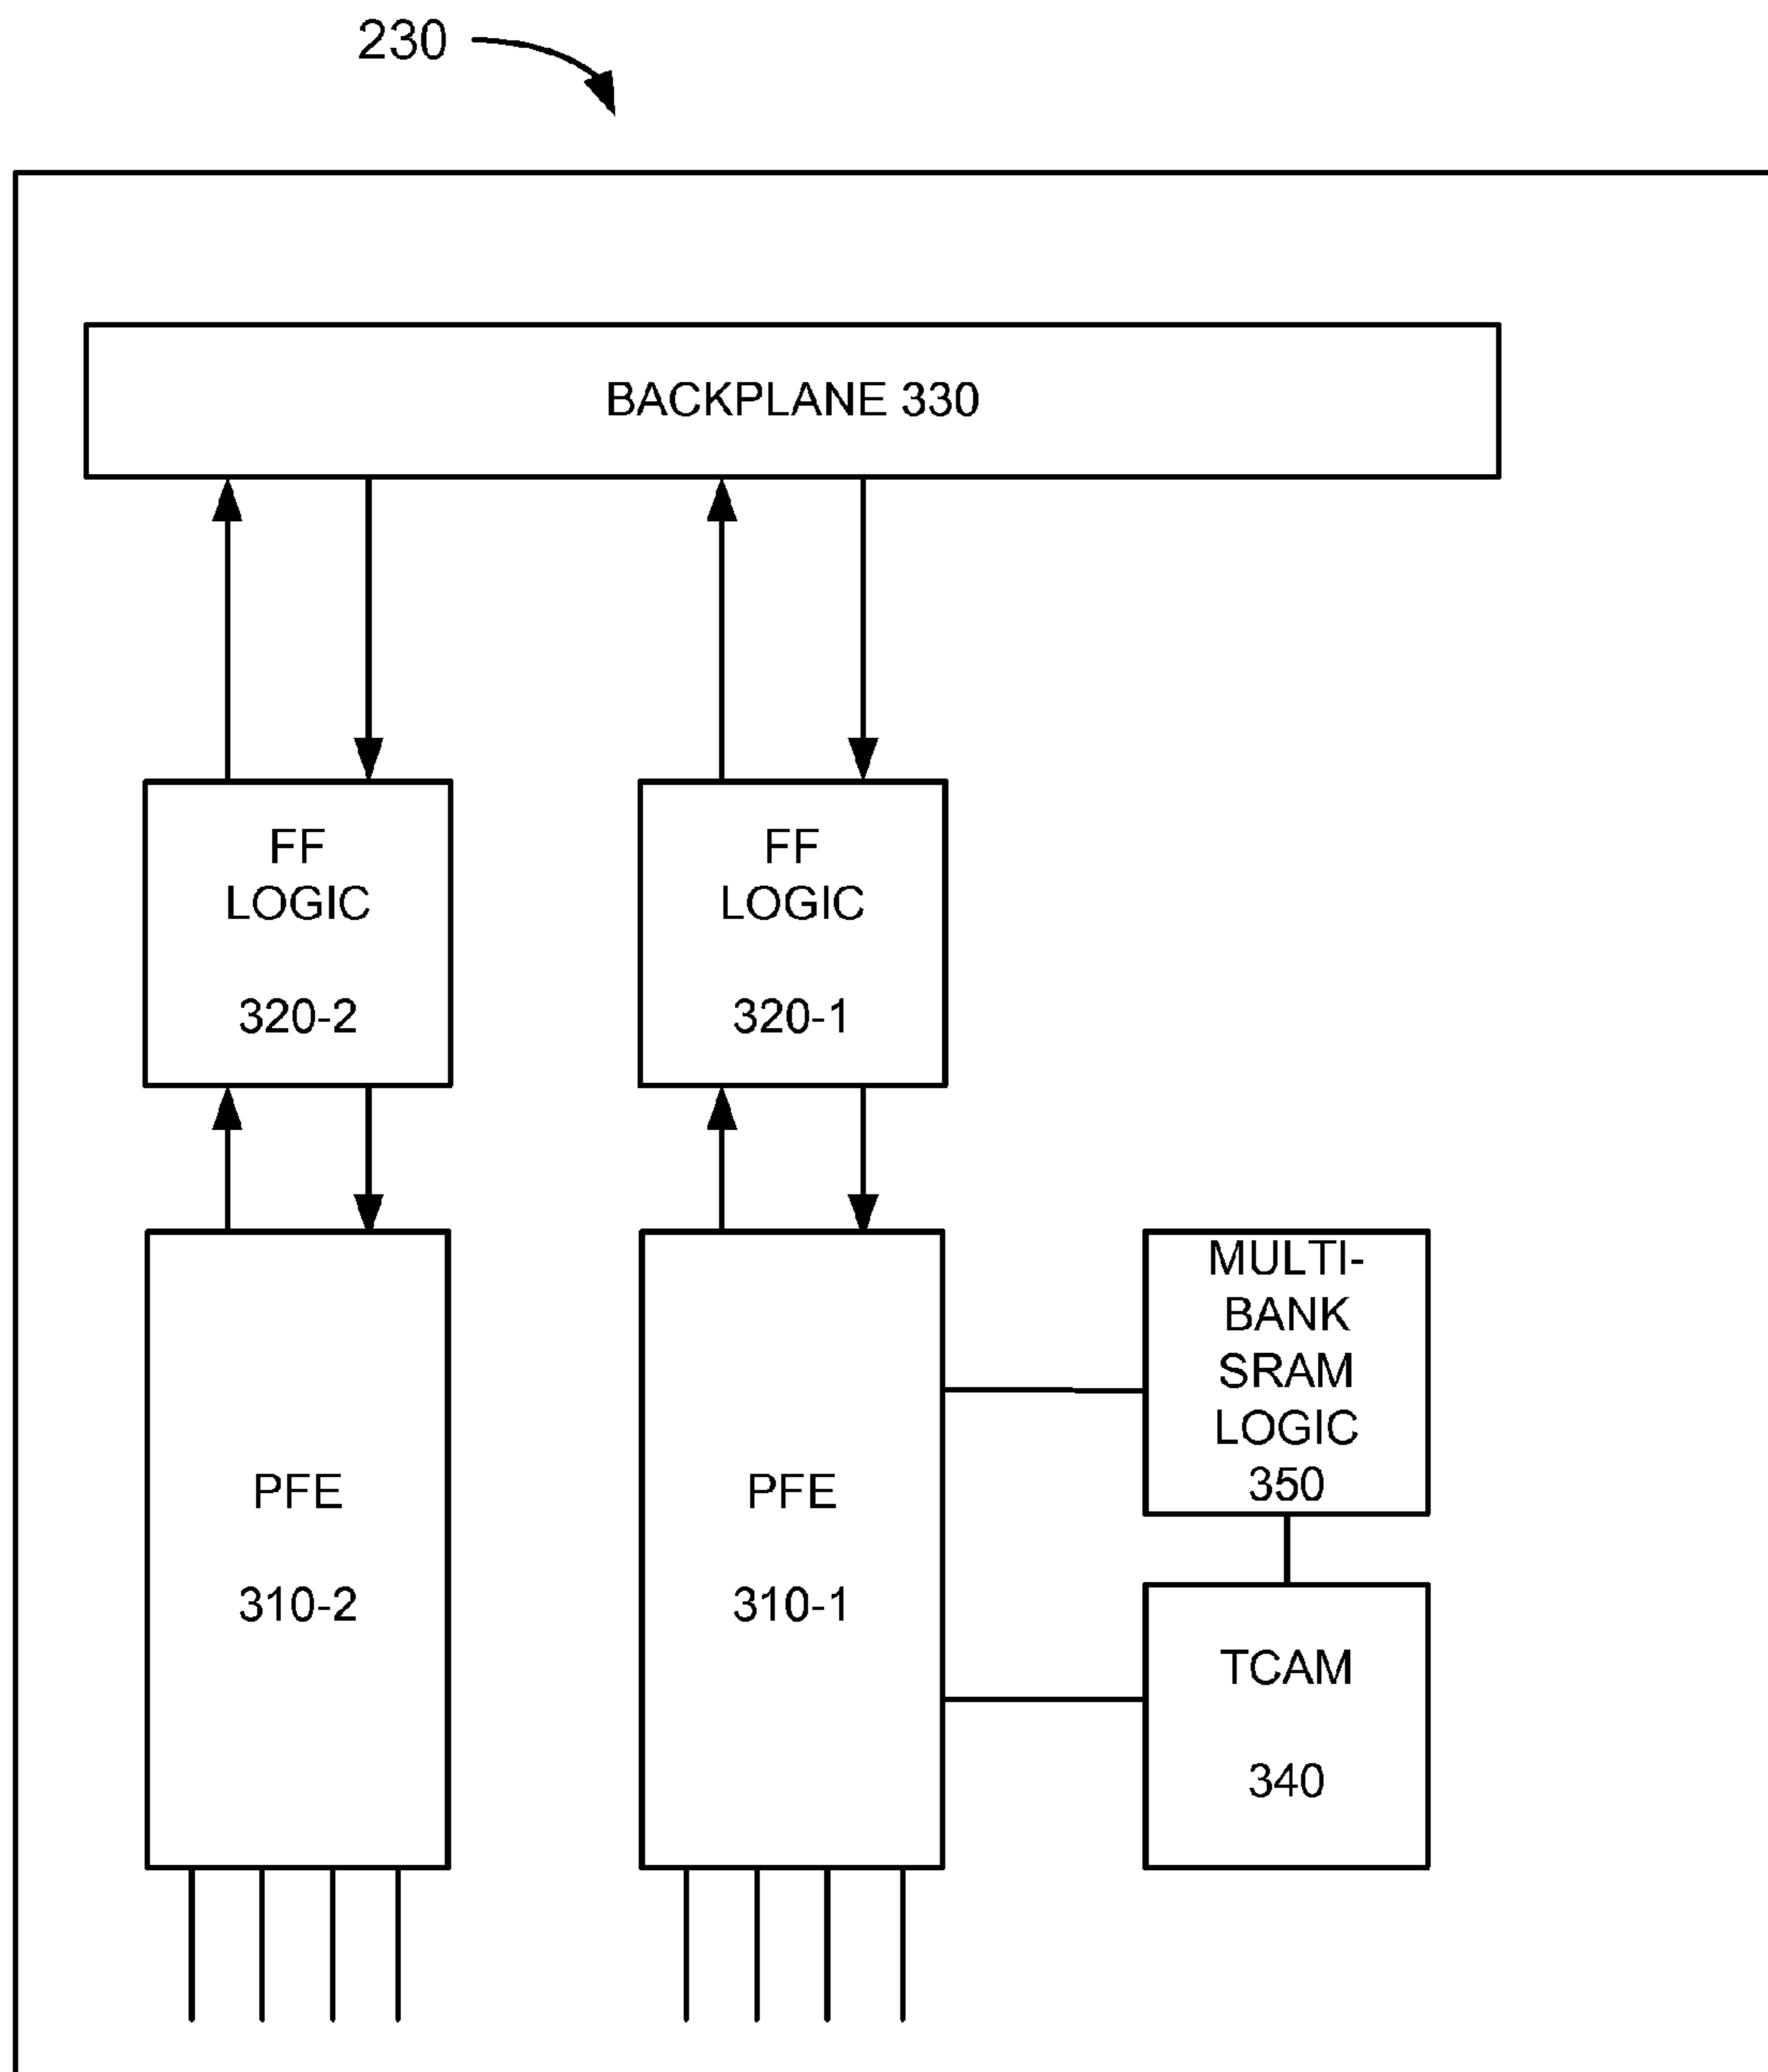 230
BACKPLANE 330
FF
LOGIC
320-2
FF
LOGIC
320-1
PFE
310-2
PFE
310-1
MULTI-
BANK
SRAM
LOGIC
350
TCAM
340